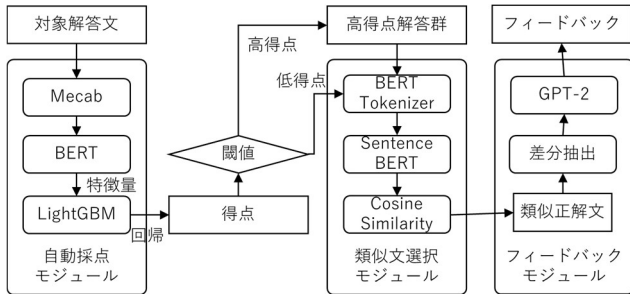 対象解答文
Mecab
BERT
特徴量
LightGBM
回帰
自動採点
モジュール
高得点
低得点
閾値
得点
高得点解答群
BERT
Tokenizer
Sentence
BERT
Cosine
Similarity
類似文選択
モジュール
フィードバック
GPT-2
差分抽出
類似正解文
フィードバック
モジュール